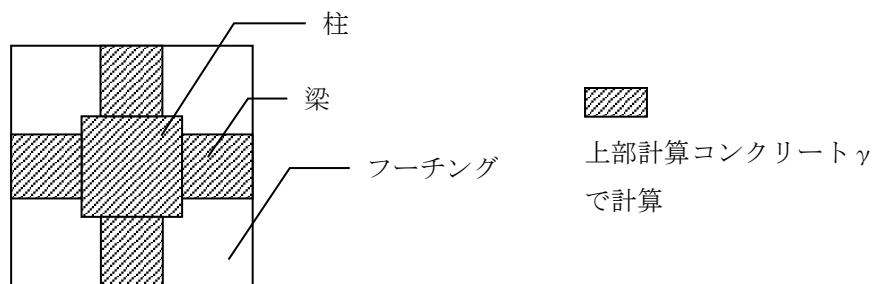 柱
梁
フーチング
上部計算コンクリートγ
で計算